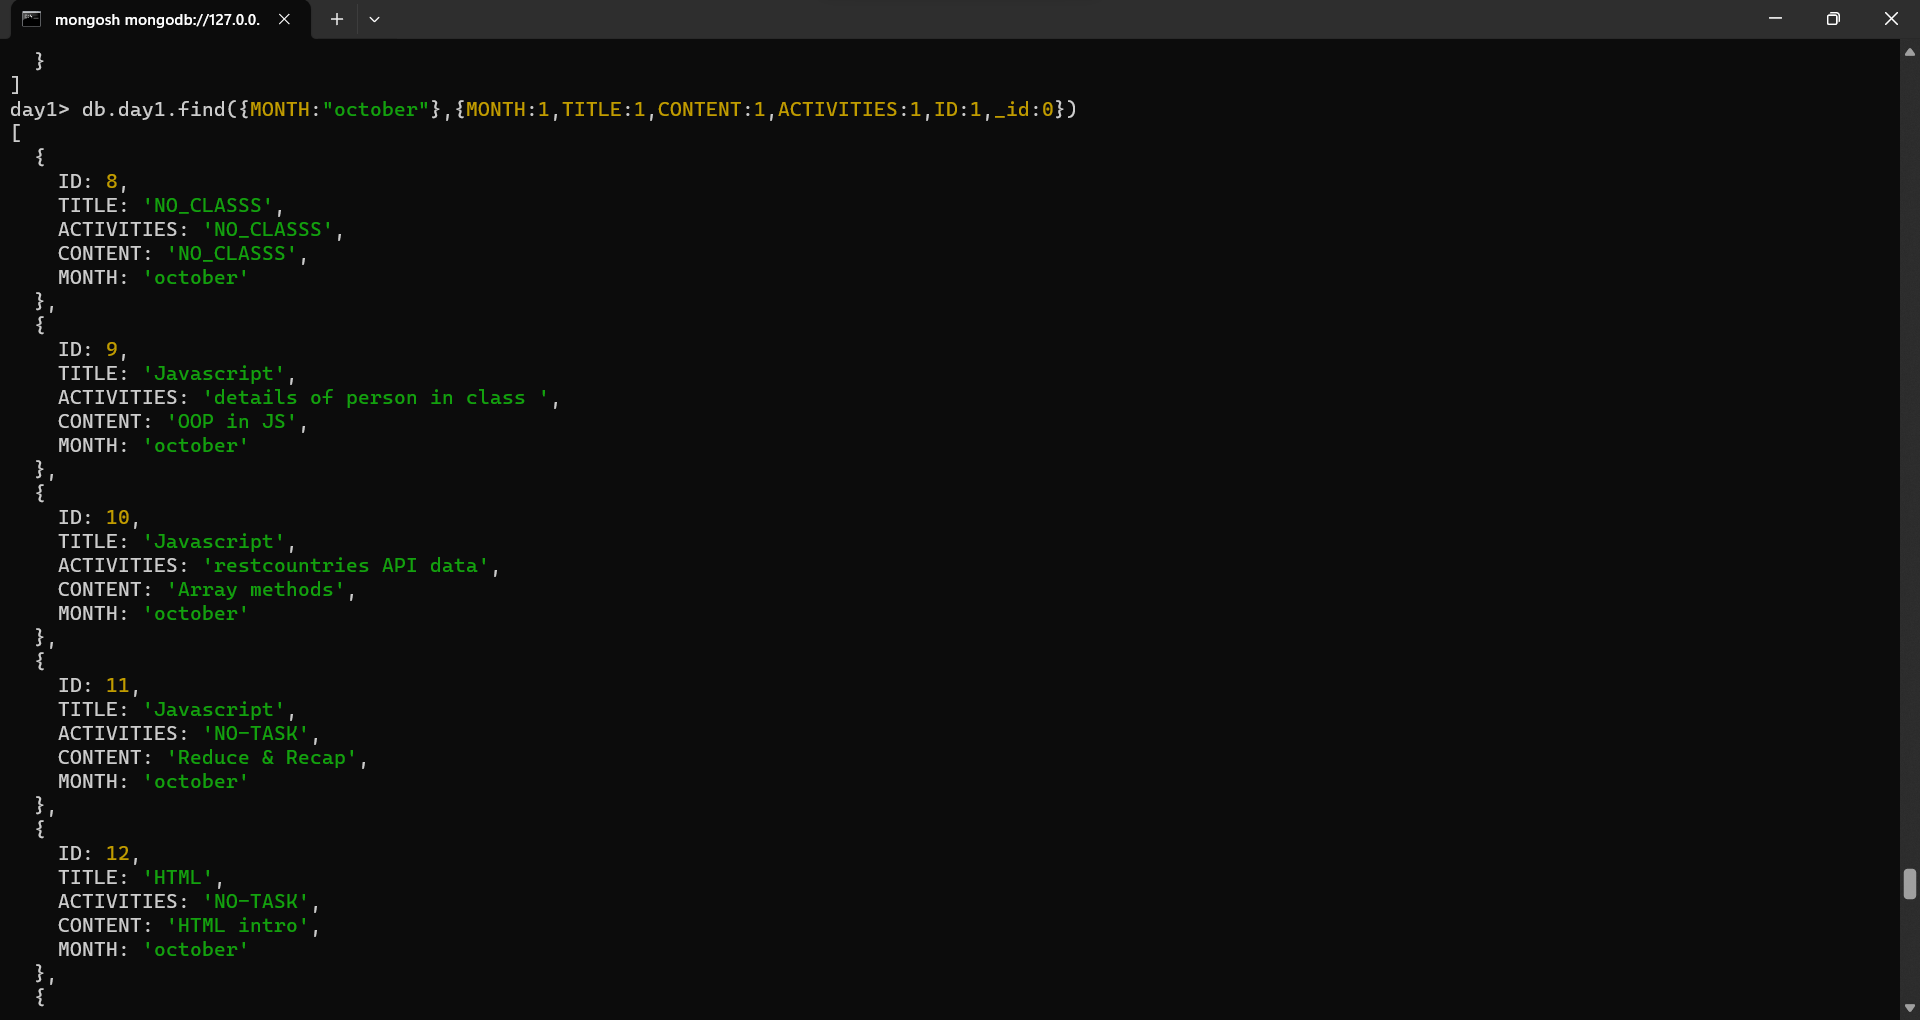 mongosh mongodb://127.0.0.
  }
]
day1> db.day1.find({MONTH:"october"},{MONTH:1,TITLE:1,CONTENT:1,ACTIVITIES:1,ID:1,_id:0})
[
  {
    ID: 8,
    TITLE: 'NO_CLASSS',
    ACTIVITIES: 'NO_CLASSS',
    CONTENT: 'NO_CLASSS',
    MONTH: 'october'
  },
  {
    ID: 9,
    TITLE: 'Javascript',
    ACTIVITIES: 'details of person in class ',
    CONTENT: 'OOP in JS',
    MONTH: 'october'
  },
  {
    ID: 10,
    TITLE: 'Javascript',
    ACTIVITIES: 'restcountries API data',
    CONTENT: 'Array methods',
    MONTH: 'october'
  },
  {
    ID: 11,
    TITLE: 'Javascript',
    ACTIVITIES: 'NO-TASK',
    CONTENT: 'Reduce & Recap',
    MONTH: 'october'
  },
  {
    ID: 12,
    TITLE: 'HTML',
    ACTIVITIES: 'NO-TASK',
    CONTENT: 'HTML intro',
    MONTH: 'october'
  },
  {